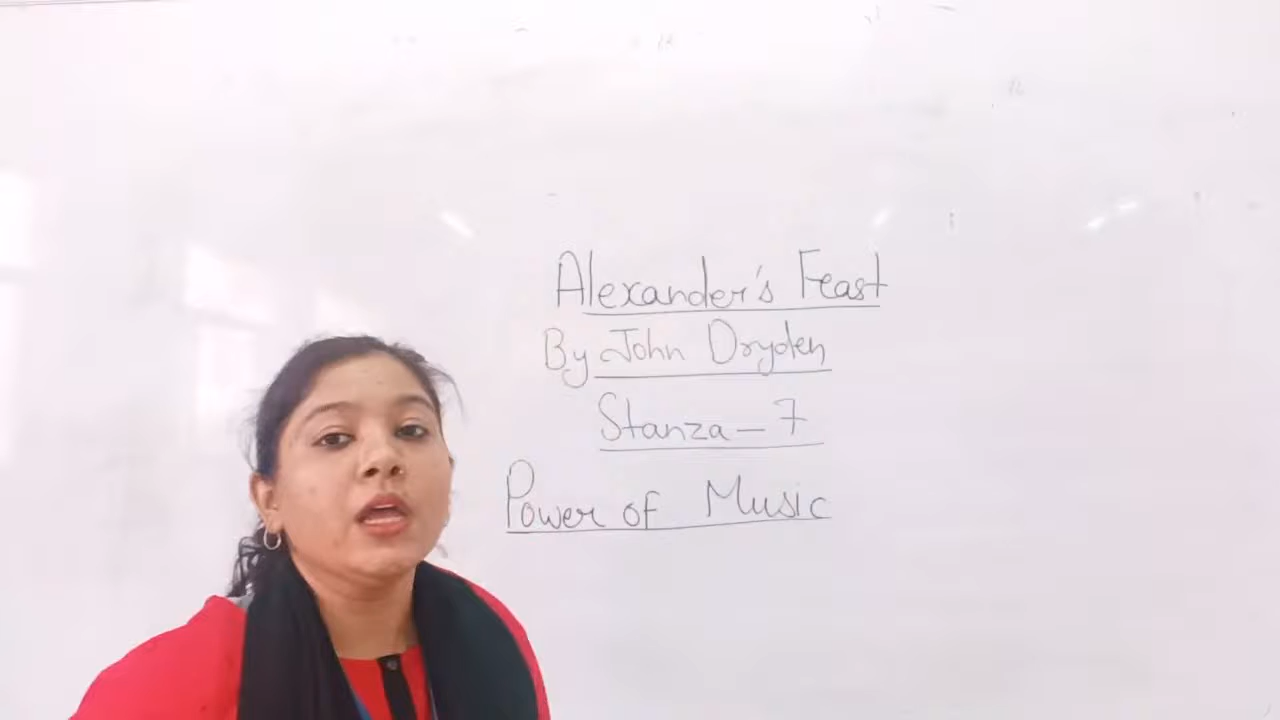 Alexander's Feast
By John Dryden
Stanza - 7
Power of Music